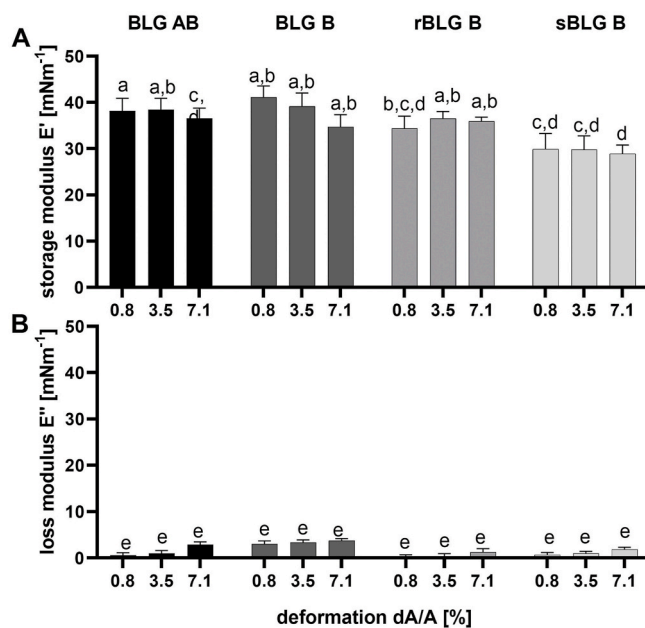 BLG AB BLG B rBLG B sBLG B
A
storage modulus E' [mNm-1]
50
40
30
20
10
0
a a,b c,
d
a,b a,b a,b
b,c,d a,b a,b
c,d c,d d
0.8 3.5 7.1 0.8 3.5 7.1 0.8 3.5 7.1 0.8 3.5 7.1
B
loss modulus E'' [mNm-1]
50
40
30
20
10
0
e e e e e e e e e e e e
0.8 3.5 7.1 0.8 3.5 7.1 0.8 3.5 7.1 0.8 3.5 7.1
deformation dA/A [%]